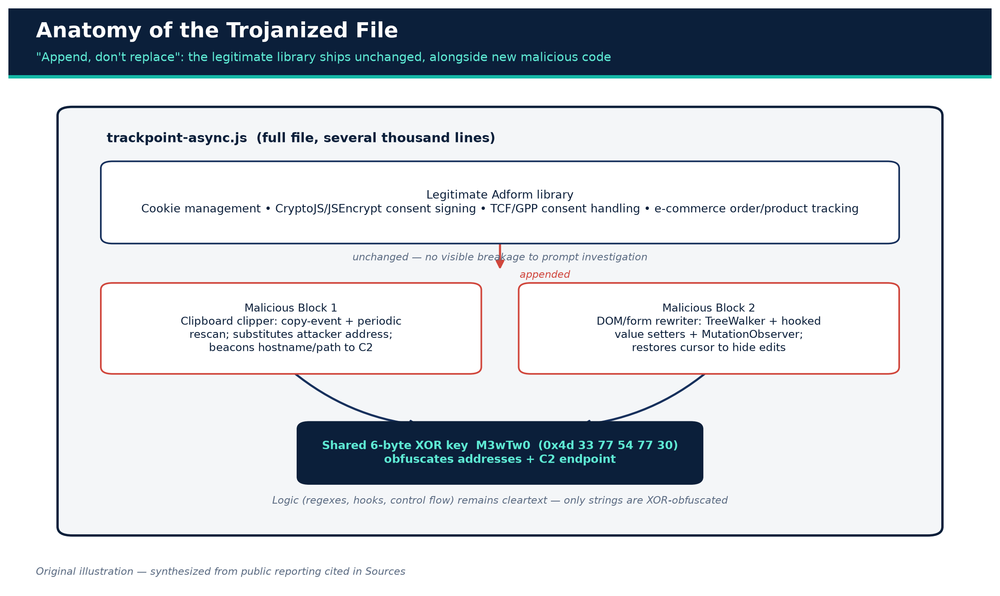 Anatomy of the Trojanized File
"Append, don't replace": the legitimate library ships unchanged, alongside new malicious code
trackpoint-async.js (full file, several thousand lines)
Legitimate Adform library
Cookie management • CryptoJS/JSEncrypt consent signing • TCF/GPP consent handling • e-commerce order/product tracking
unchanged — no visible breakage to prompt investigation
appended
Malicious Block 1
Clipboard clipper: copy-event + periodic
rescan; substitutes attacker address;
beacons hostname/path to C2
Malicious Block 2
DOM/form rewriter: TreeWalker + hooked
value setters + MutationObserver;
restores cursor to hide edits
Shared 6-byte XOR key M3wTw0 (0x4d 33 77 54 77 30)
obfuscates addresses + C2 endpoint
Logic (regexes, hooks, control flow) remains cleartext — only strings are XOR-obfuscated
Original illustration — synthesized from public reporting cited in Sources